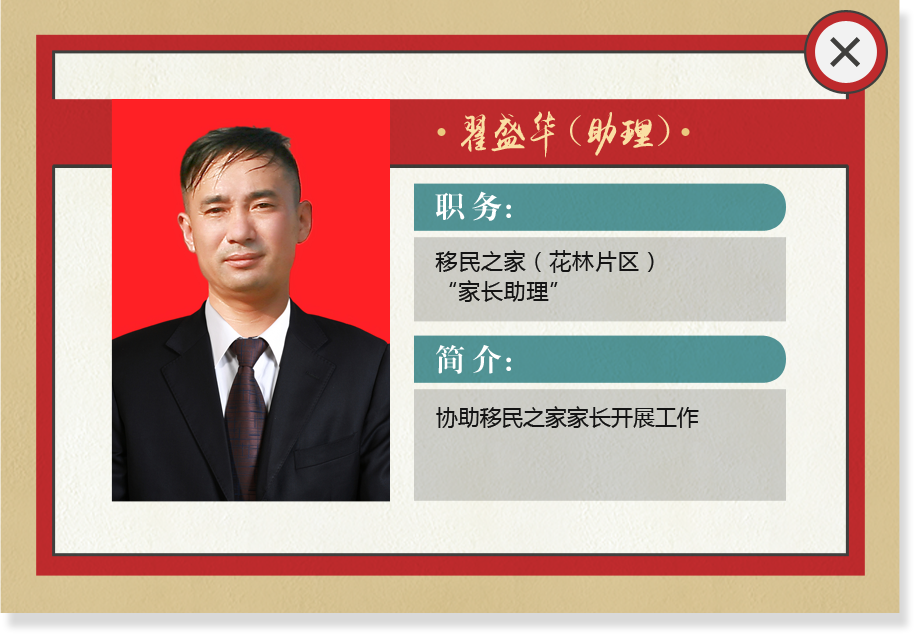 ·翟盛华（助理）·
职务:
移民之家（花林片区）
“家长助理”
简介:
协助移民之家家长开展工作